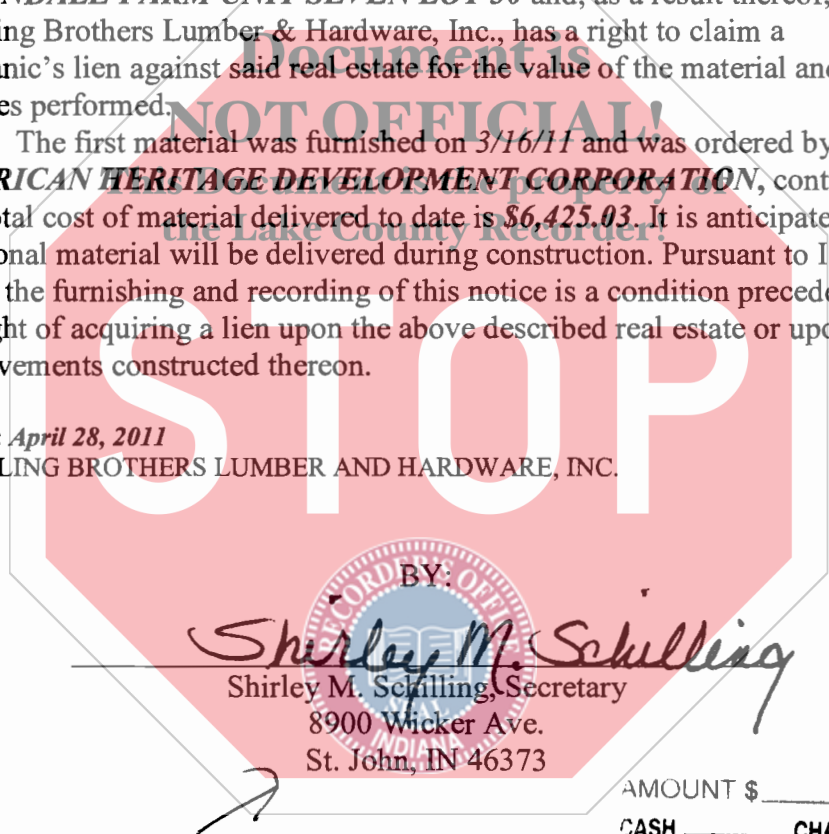 NDALE FARM UNIT SEVEN LOT 50 and, as a result thereof,
ing Brothers Lumber & Hardware, Inc., has a right to claim a
nic's lien against said real estate for the value of the material and
es performed.
The first material was furnished on 3/16/11 and was ordered by
RICAN HERITAGE DEVELOPMENT CORPORATION, cont
tal cost of material delivered to date is $6,425.03. It is anticipate
onal material will be delivered during construction. Pursuant to I
the furnishing and recording of this notice is a condition precede
ght of acquiring a lien upon the above described real estate or upo
vements constructed thereon.
Document is
NOT OFFICIAL!
This Document is the property of
the Lake County Recorder!
STOP
: April 28, 2011
LING BROTHERS LUMBER AND HARDWARE, INC.
BY:
Shirley M. Schilling
Shirley M. Schilling, Secretary
8900 Wicker Ave.
St. John, IN 46373
RECORDER'S OFFICE
SEAL
INDIANA
AMOUNT $
CASH CHA